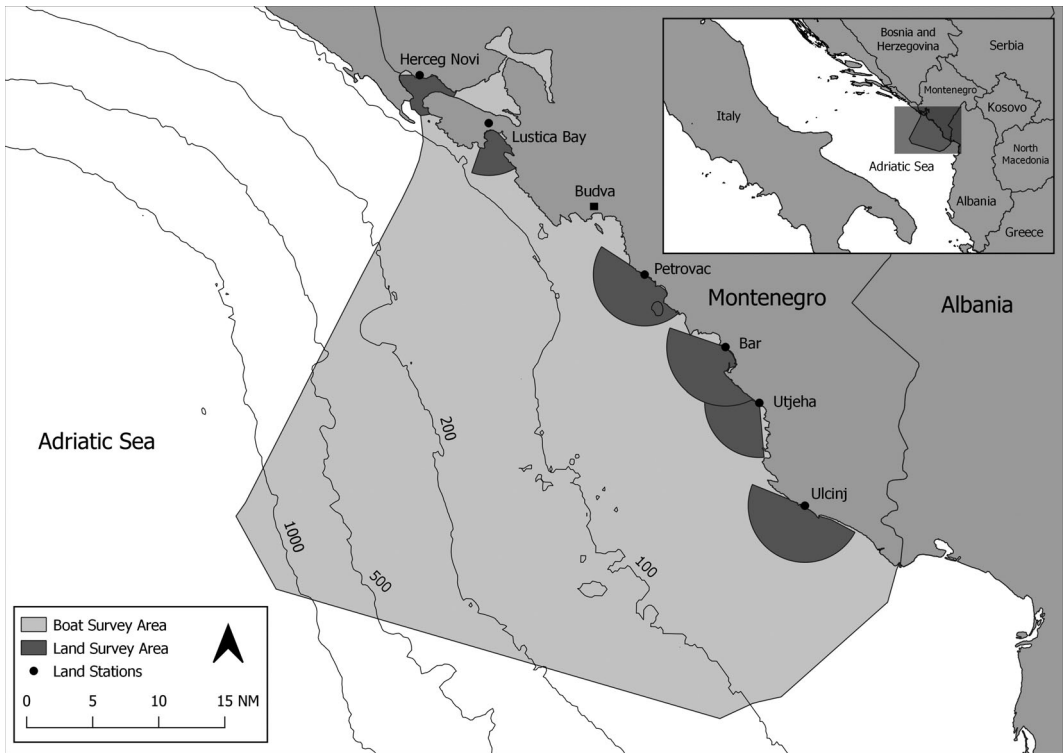 Herceg Novi
Lustica Bay
Budva
Petrovac
Montenegro
Albania
Bar
Utjeha
Ulcinj
Adriatic Sea
200
100
1000
500
Bosnia and
Herzegovina
Serbia
Montenegro
Kosovo
Italy
North
Macedonia
Adriatic Sea
Albania
Greece
Boat Survey Area
Land Survey Area
Land Stations
0 5 10 15 NM